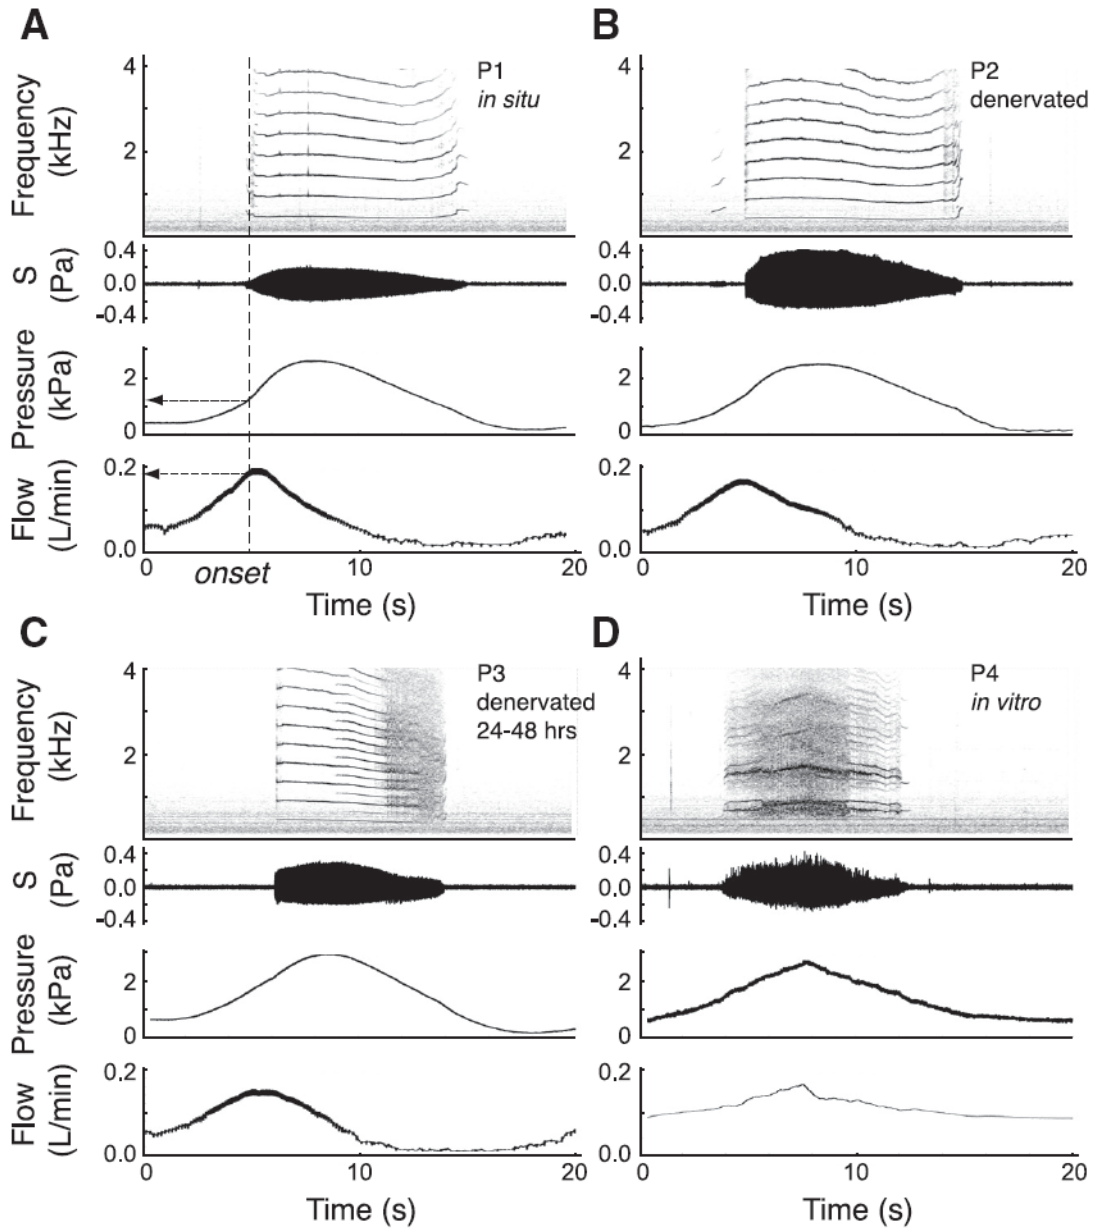 A
B
Frequency
(kHz)
4
2
P1
in situ
4
2
P2
denervated
S
(Pa)
0.4
0.0
-0.4
0.4
0.0
-0.4
Pressure
(kPa)
2
0
2
0
Flow
(L/min)
0.2
0.0
0.2
0.0
0
onset
10
20
0
10
20
Time (s)
Time (s)
C
D
Frequency
(kHz)
4
2
P3
denervated
24-48 hrs
4
2
P4
in vitro
S
(Pa)
0.4
0.0
-0.4
0.4
0.0
-0.4
Pressure
(kPa)
2
0
2
0
Flow
(L/min)
0.2
0.0
0.2
0.0
0
10
20
0
10
20
Time (s)
Time (s)